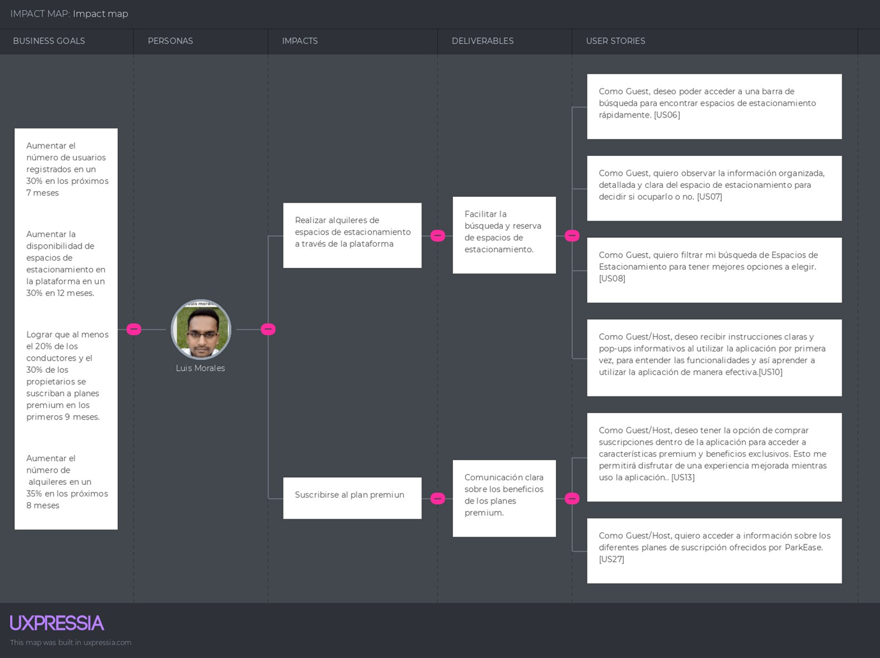 IMPACT MAP: Impact map
BUSINESS GOALS
PERSONAS
IMPACTS
DELIVERABLES
USER STORIES
Aumentar el
número de usuarios
registrados en un
30% en los próximos
7 meses
Aumentar la
disponibilidad de
espacios de
estacionamiento en
la plataforma en un
30% en 12 meses.
Lograr que al menos
el 20% de los
conductores y el
30% de los
propietarios se
suscriban a planes
premium en los
primeros 9 meses.
Aumentar el
número de
alquileres en un
35% en los próximos
8 meses
Luis Morales
Realizar alquileres de
espacios de estacionamiento
a través de la plataforma
Suscribirse al plan premiun
Facilitar la
búsqueda y reserva
de espacios de
estacionamiento.
Comunicación clara
sobre los beneficios
de los planes
premium.
Como Guest, deseo poder acceder a una barra de
búsqueda para encontrar espacios de estacionamiento
rápidamente. [US06]
Como Guest, quiero observar la información organizada,
detallada y clara del espacio de estacionamiento para
decidir si ocuparlo o no. [US07]
Como Guest, quiero filtrar mi búsqueda de Espacios de
Estacionamiento para tener mejores opciones a elegir.
[US08]
Como Guest/Host, deseo recibir instrucciones claras y
pop-ups informativos al utilizar la aplicación por primera
vez, para entender las funcionalidades y así aprender a
utilizar la aplicación de manera efectiva.[US10]
Como Guest/Host, deseo tener la opción de comprar
suscripciones dentro de la aplicación para acceder a
características premium y beneficios exclusivos. Esto me
permitirá disfrutar de una experiencia mejorada mientras
uso la aplicación.. [US13]
Como Guest/Host, quiero acceder a información sobre los
diferentes planes de suscripción ofrecidos por ParkEase.
[US27]
UXPRESSIA
This map was built in uxpressia.com